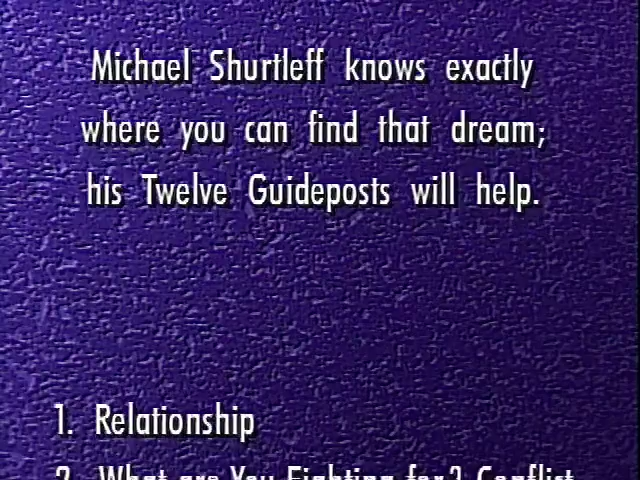 Michael Shurtleff knows exactly
where you can find that dream;
his Twelve Guideposts will help.
1. Relationship
2. What are You Fighting for? Conflict